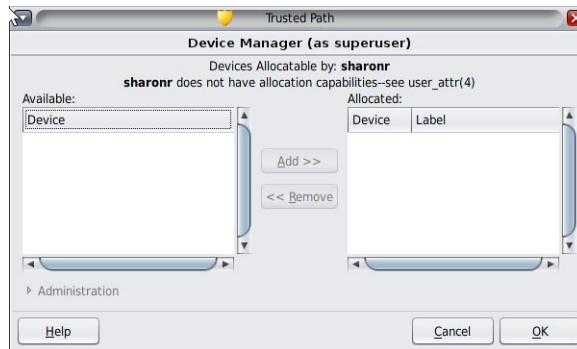 Trusted Path
Device Manager (as superuser)
Devices Allocatable by: sharonr
sharonr does not have allocation capabilities--see user_attr(4)
Available:
Allocated:
Device
Device Label
Add >>
<< Remove
Administration
Help
Cancel
OK